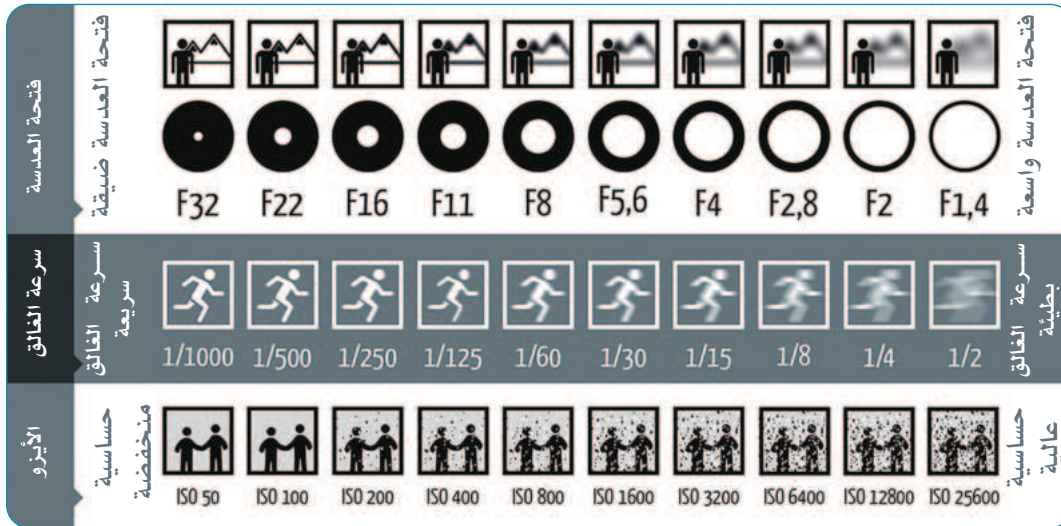 فتحة العدسة
فتحة العدسة ضيقة
F32 F22 F16 F11 F8 F5,6 F4 F2,8 F2 F1,4
فتحة العدسة واسعة
سرعة الغالق
سـرعة الغالق
سريعة
1/1000 1/500 1/250 1/125 1/60 1/30 1/15 1/8 1/4 1/2
سـرعة الغالق
بطيئة
الأيزو
حساسية
منخفضة
ISO 50 ISO 100 ISO 200 ISO 400 ISO 800 ISO 1600 ISO 3200 ISO 6400 ISO 12800 ISO 25600
حساسية
عالية